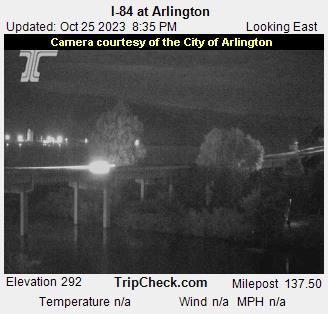 I-84 at Arlington
Updated: Oct 25 2023 8:35 PM Looking East
Camera courtesy of the City of Arlington
Elevation 292 TripCheck.com Milepost 137.50
Temperature n/a Wind n/a MPH n/a